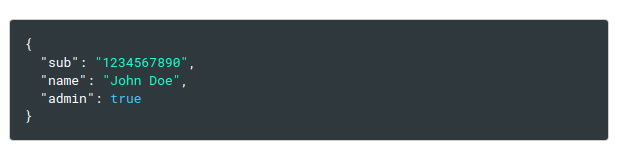 {
  "sub": "1234567890",
  "name": "John Doe",
  "admin": true
}